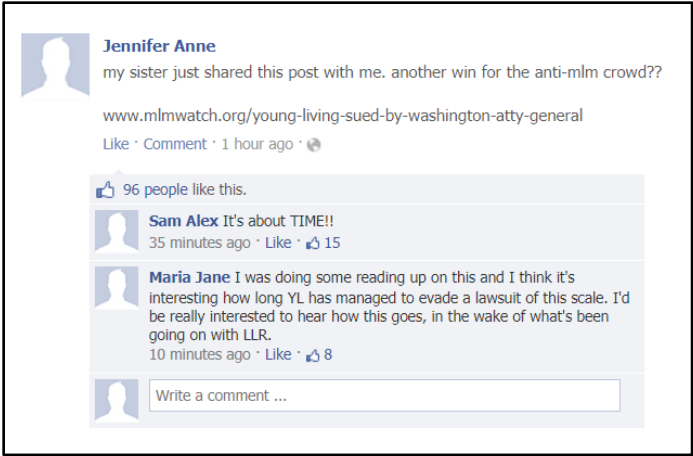 Jennifer Anne
my sister just shared this post with me. another win for the anti-mlm crowd??
www.mlmwatch.org/young-living-sued-by-washington-atty-general
Like · Comment · 1 hour ago ·
96 people like this.
Sam Alex It's about TIME!!
35 minutes ago · Like · 15
Maria Jane I was doing some reading up on this and I think it's
interesting how long YL has managed to evade a lawsuit of this scale. I'd
be really interested to hear how this goes, in the wake of what's been
going on with LLR.
10 minutes ago · Like · 8
Write a comment ...